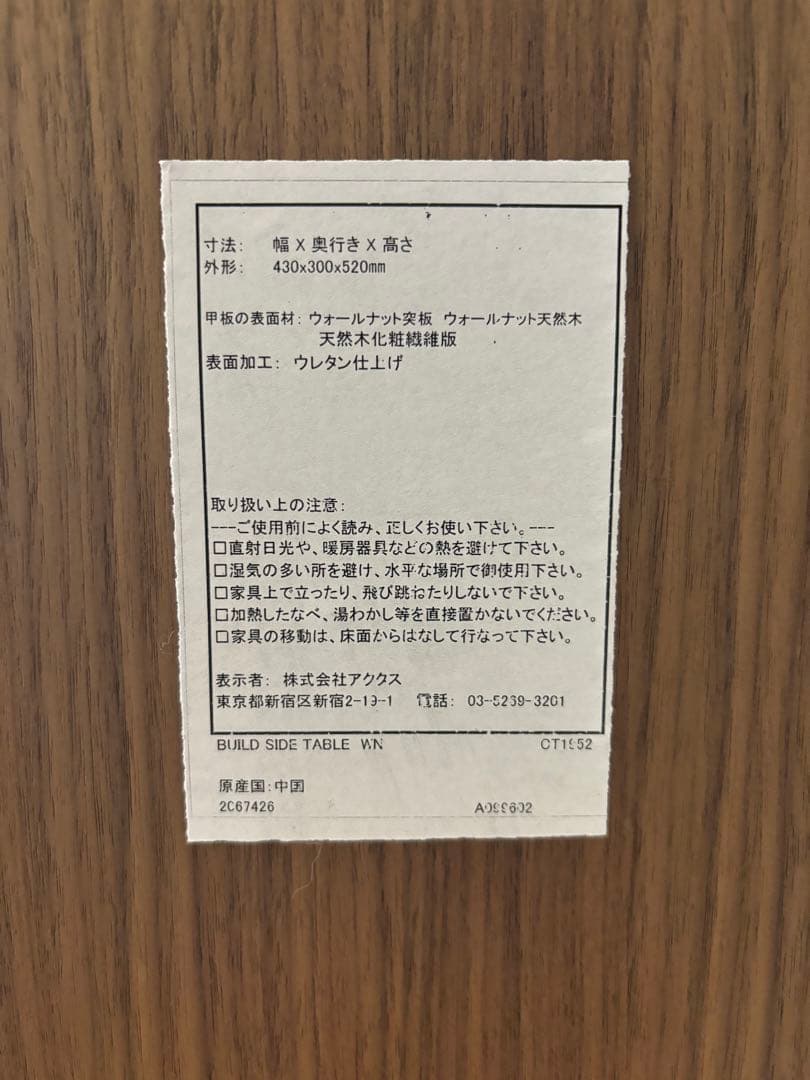 寸法: 幅 X 奥行き X 高さ
外形: 430x300x520mm
甲板の表面材: ウォールナット突板 ウォールナット天然木
天然木化粧繊維版
表面加工: ウレタン仕上げ
取り扱い上の注意:
---ご使用前によく読み、正しくお使い下さい。---
□直射日光や、暖房器具などの熱を避けて下さい。
□湿気の多い所を避け、水平な場所で御使用下さい。
□家具上で立ったり、飛び跳ねたりしないで下さい。
□加熱したなべ、湯わかし等を直接置かないでください。
□家具の移動は、床面からはなして行なって下さい。
表示者: 株式会社アクタス
東京都新宿区新宿2-19-1 電話: 03-5269-3201
BUILD SIDE TABLE WN
原産国:中国
2C67426